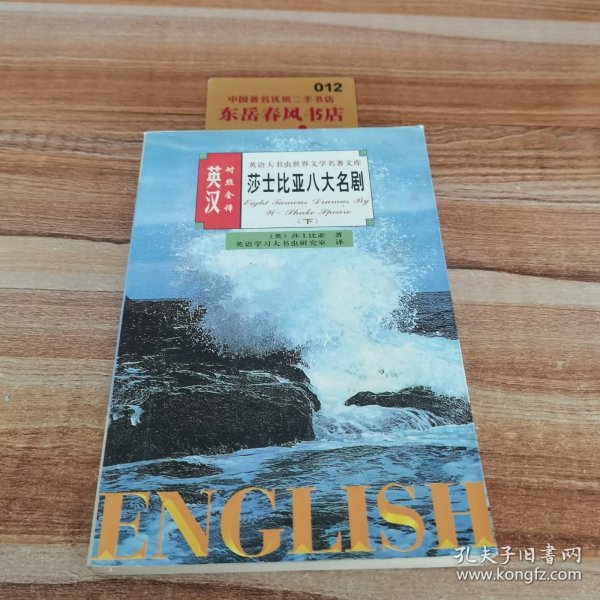 012
中国著名优质二手书店
东岳春风书店
英汉
对照全译
英语大书虫世界文学名著文库
莎士比亚八大名剧
Eight Famous Dramas By
W· Shake Speare
（下）
（英）莎士比亚 著
英语学习大书虫研究室 译
ENGLISH
孔夫子旧书网
www.kongfz.com